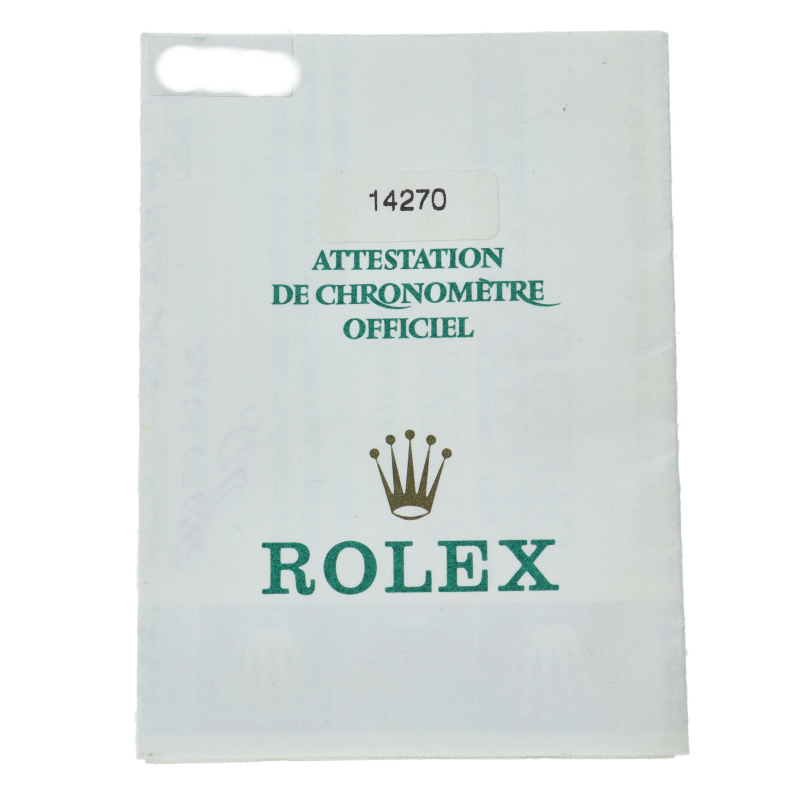 14270
ATTESTATION
DE CHRONOMÈTRE
OFFICIEL
ROLEX